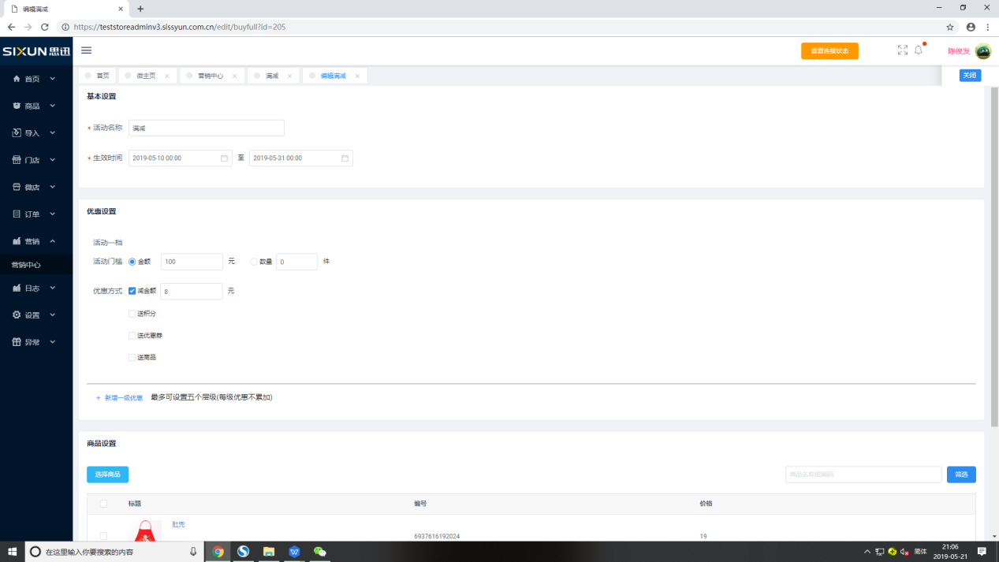 编辑满减
https://teststoreadminv3.sissyun.com.cn/edit/buyfull?id=205
SIXUN思迅
查看连接状态
陈俊发
首页
商品
导入
门店
微店
订单
营销
营销中心
日志
设置
异常
首页 微主页 营销中心 满减 编辑满减 关闭
基本设置
* 活动名称 满减
* 生效时间 2019-05-10 00:00 至 2019-05-31 00:00
优惠设置
活动一档
活动门槛 金额 100 元 数量 0 件
优惠方式 减金额 8 元
送积分
送优惠券
送商品
+ 新增一级优惠 最多可设置五个层级(每级优惠不累加)
商品设置
选择商品 商品名称或编码 筛选
标题 编号 价格
肚兜
6937616192024 19
在这里输入你要搜索的内容
简体
21:06
2019-05-21